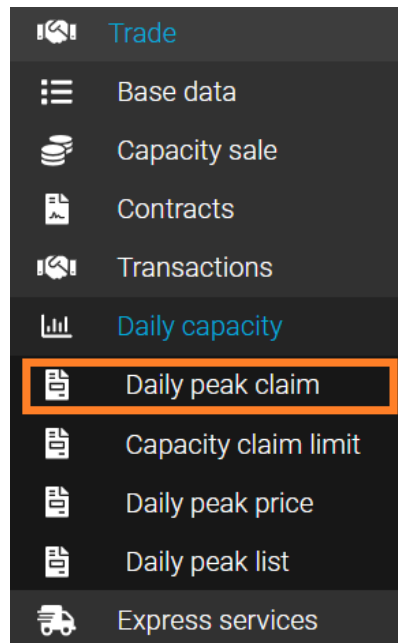 Trade
Base data
Capacity sale
Contracts
Transactions
Daily capacity
Daily peak claim
Capacity claim limit
Daily peak price
Daily peak list
Express services